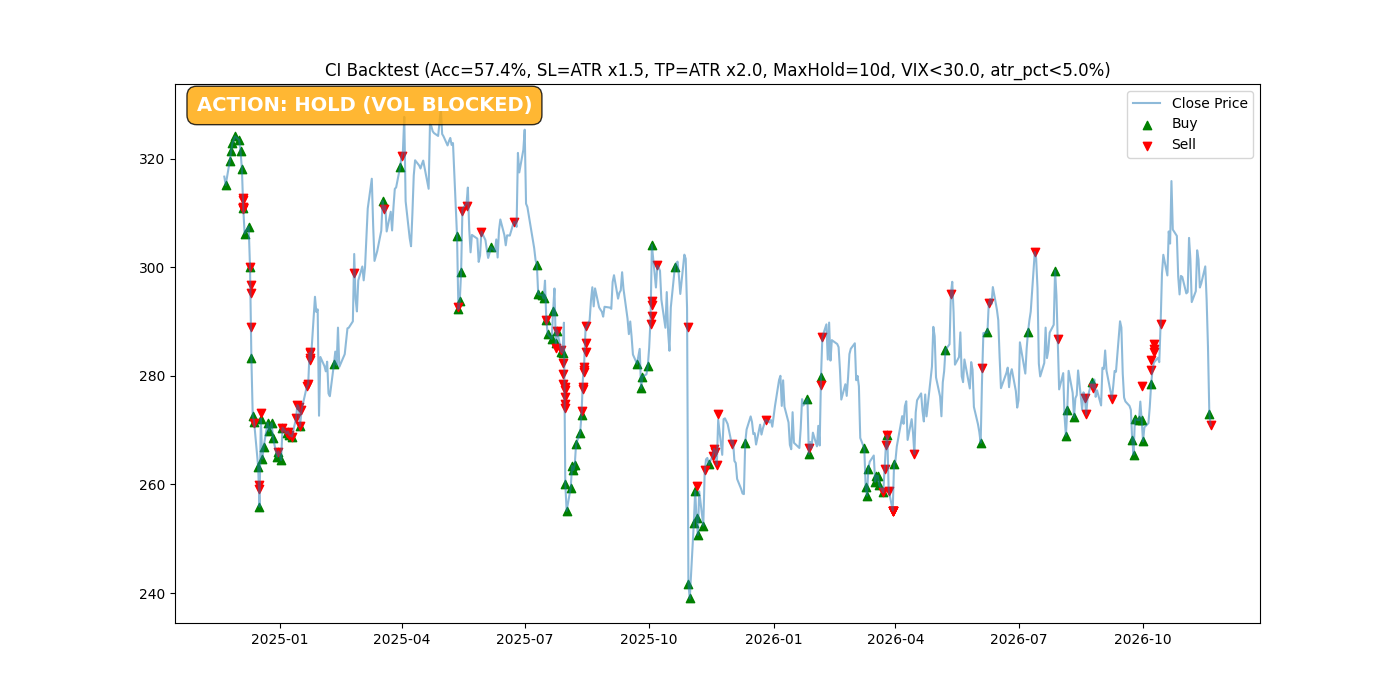 CI Backtest (Acc=57.4%, SL=ATR x1.5, TP=ATR x2.0, MaxHold=10d, VIX<30.0, atr_pct<5.0%)
ACTION: HOLD (VOL BLOCKED)
Close Price
Buy
Sell
320
300
280
260
240
2025-01
2025-04
2025-07
2025-10
2026-01
2026-04
2026-07
2026-10